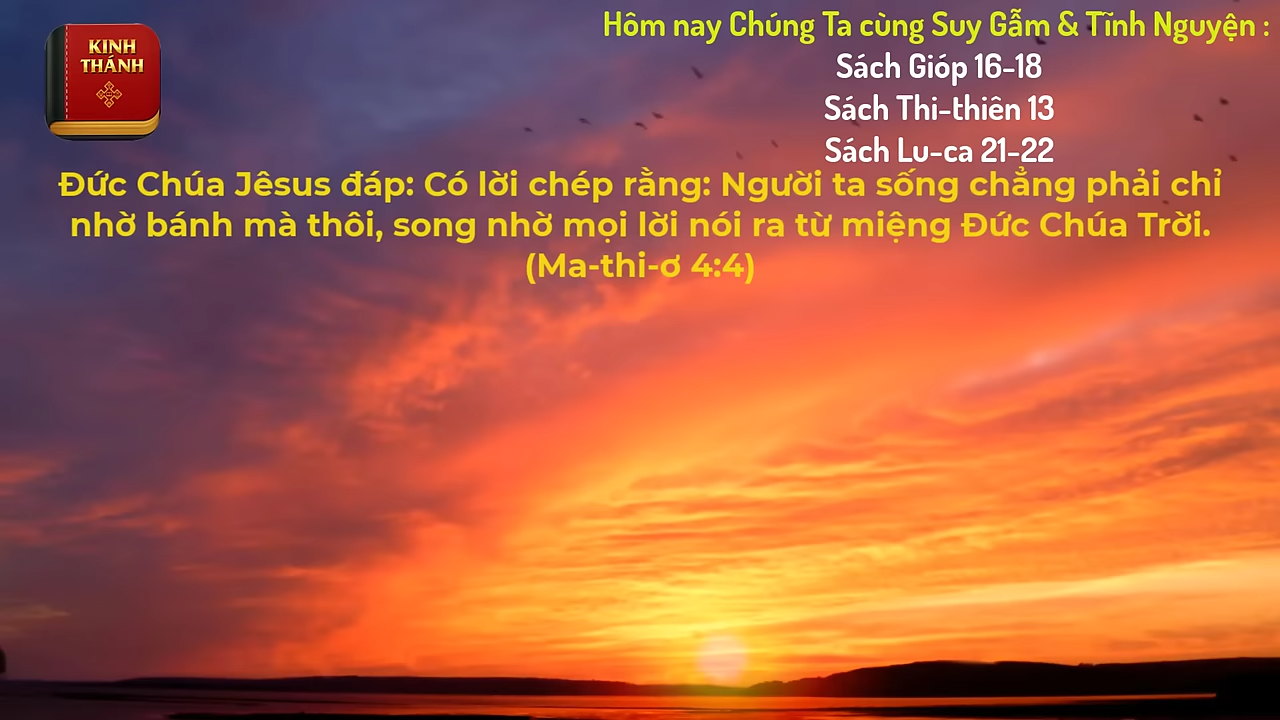 KINH
THÁNH
Hôm nay Chúng Ta cùng Suy Gẫm & Tĩnh Nguyện :
Sách Gióp 16-18
Sách Thi-thiên 13
Sách Lu-ca 21-22
Đức Chúa Jêsus đáp: Có lời chép rằng: Người ta sống chẳng phải chỉ
nhờ bánh mà thôi, song nhờ mọi lời nói ra từ miệng Đức Chúa Trời.
(Ma-thi-ơ 4:4)